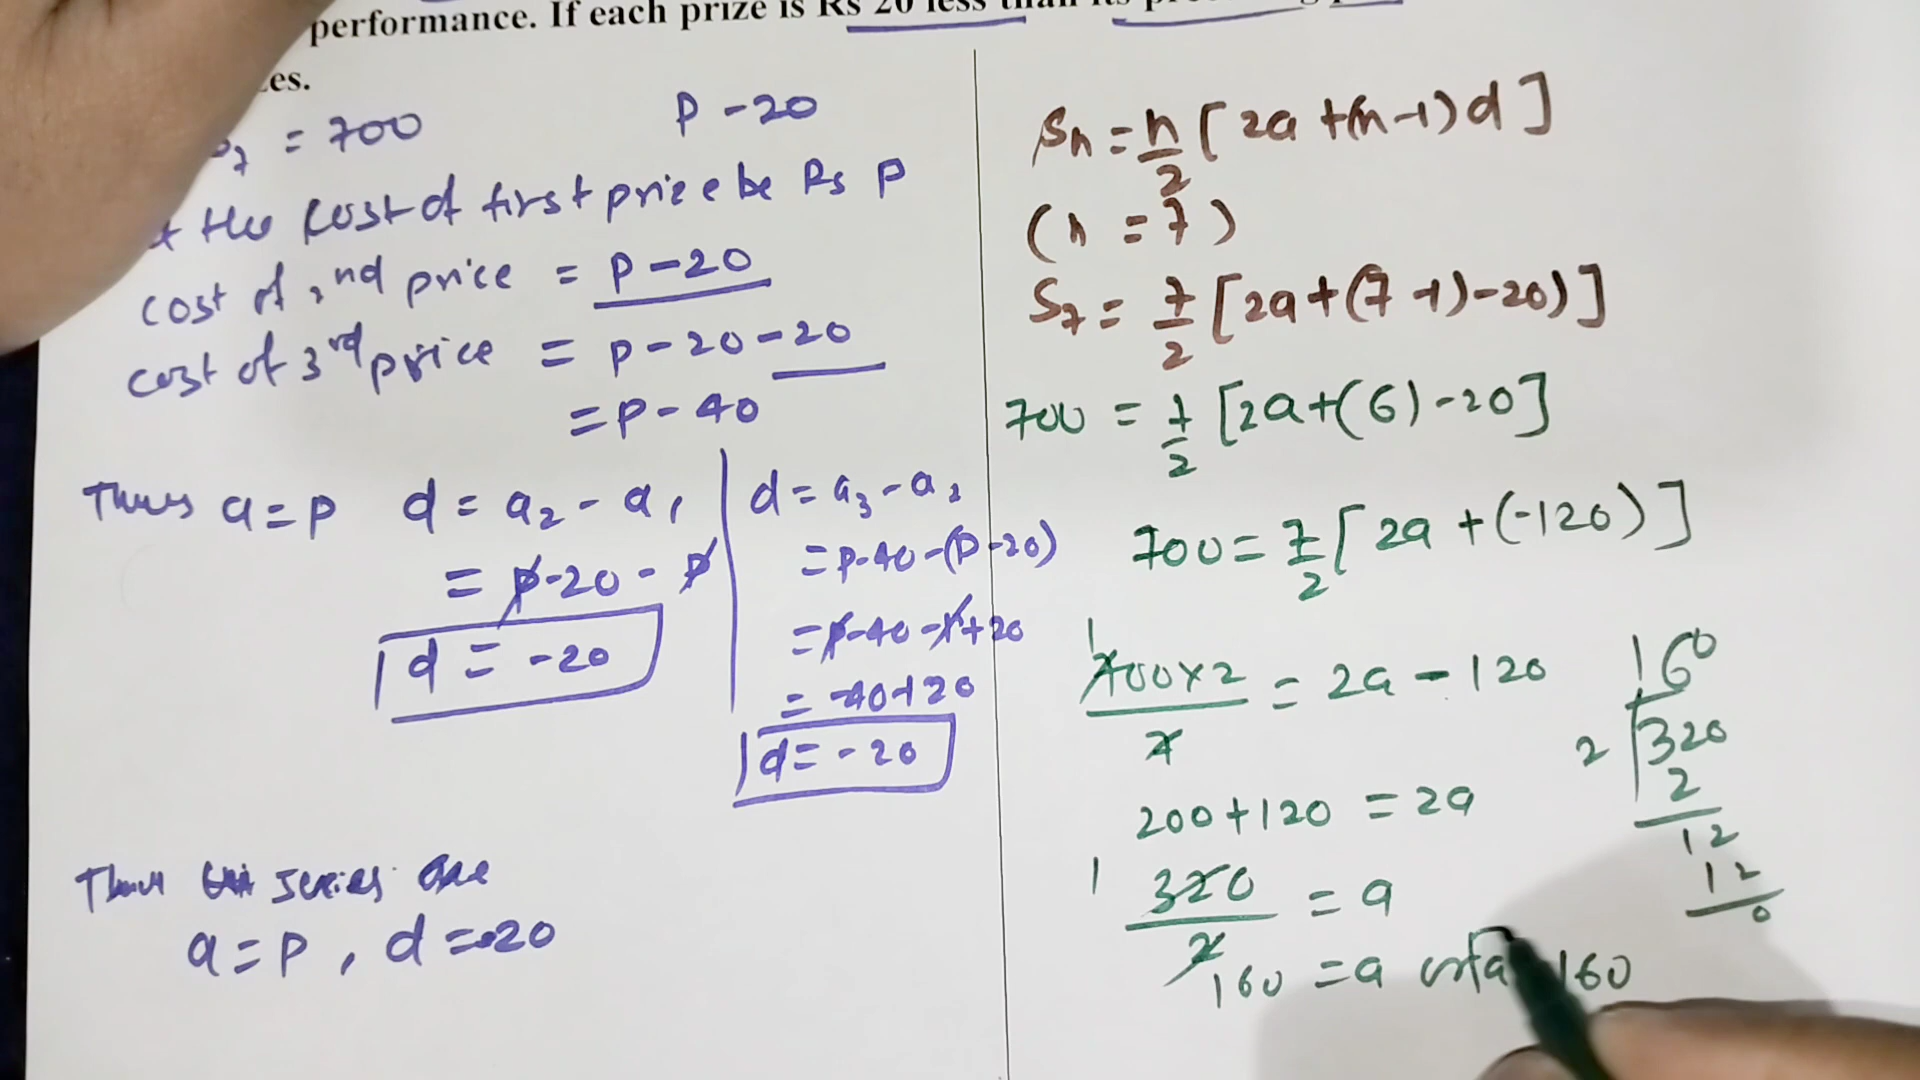 performance. If each prize is Rs 20 less than its
es.
= 700
P - 20
the cost of first prize be Rs P
cost of 2nd price = P - 20
cost of 3rd price = P - 20 - 20
= P - 40
Thus a = P
d = a2 - a1
= P - 20 - P
d = -20
d = a3 - a2
= P - 40 - (P - 20)
= P - 40 - P + 20
= -40 + 20
d = -20
series are
a = P, d = -20
Sn = n/2 [2a + (n - 1) d]
(n = 7)
S7 = 7/2 [2a + (7 - 1) - 20)]
700 = 7/2 [2a + (6) - 20]
700 = 7/2 [2a + (-120)]
700 × 2 / 7 = 2a - 120
1
200 + 120 = 2a
1
320 / 2 = a
160 = a
a
160
160
2 320
2
12
12
0